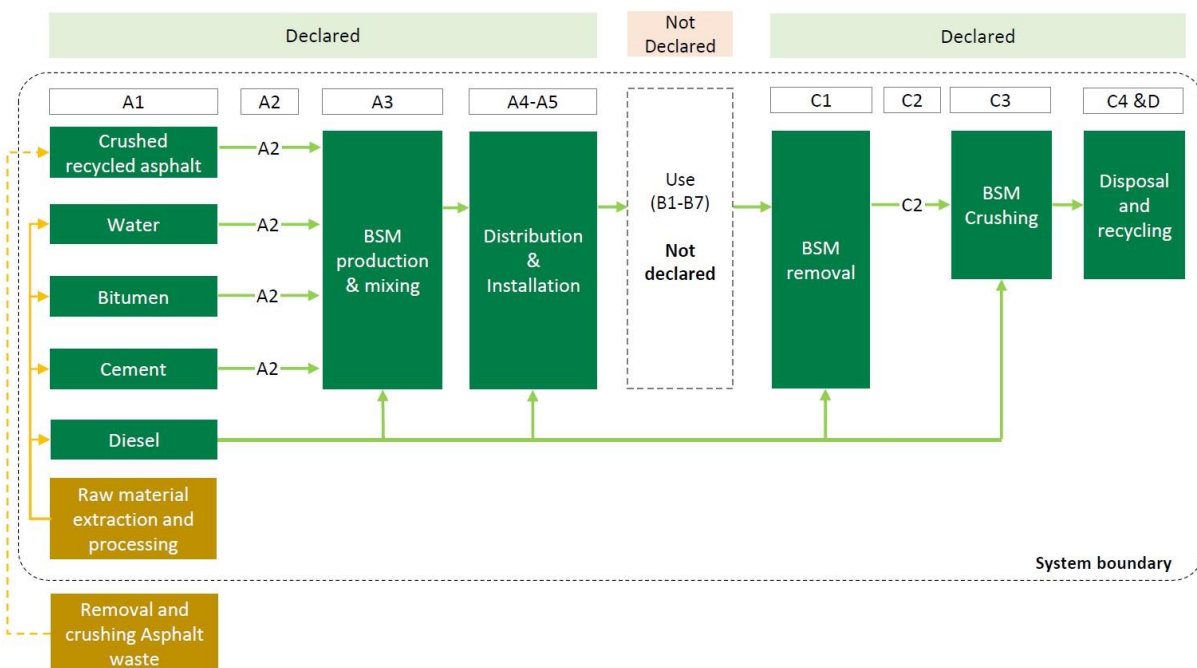 Declared
Not
Declared
Declared
A1
A2
A3
A4-A5
C1
C2
C3
C4 &D
Crushed
recycled asphalt
A2
Water
A2
Bitumen
A2
Cement
A2
Diesel
Raw material
extraction and
processing
Removal and
crushing Asphalt
waste
BSM
production
& mixing
Distribution
&
Installation
Use
(B1-B7)
Not
declared
BSM
removal
C2
BSM
Crushing
Disposal
and
recycling
System boundary